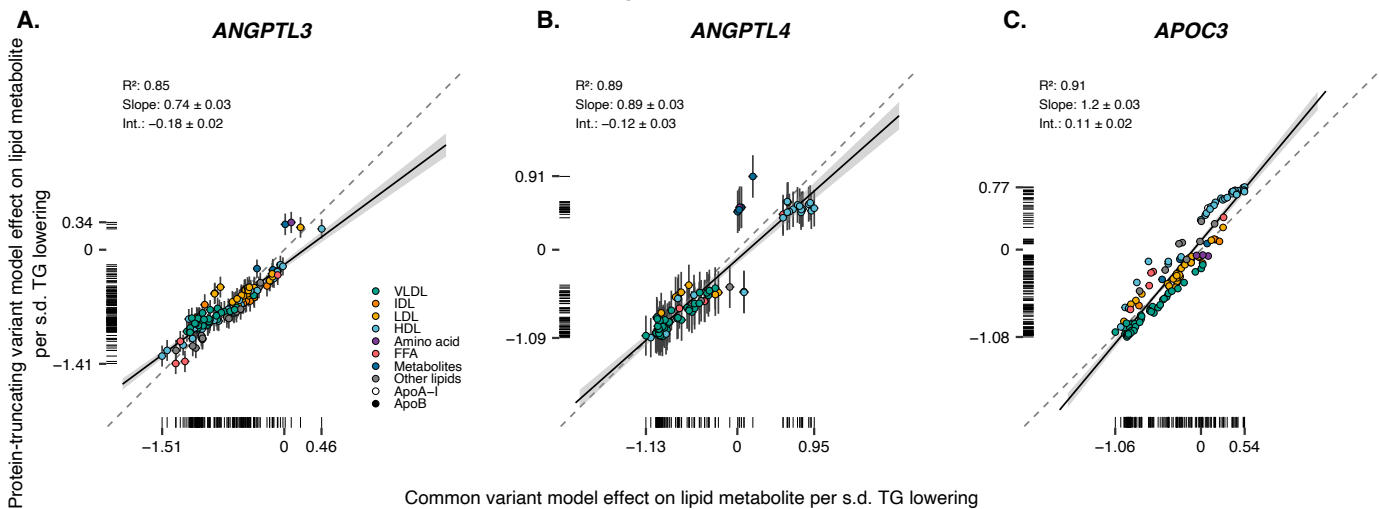 A.
ANGPTL3
Protein-truncating variant model effect on lipid metabolite
per s.d. TG lowering
R²: 0.85
Slope: 0.74 ± 0.03
Int.: −0.18 ± 0.02
0.34
0
−1.41
VLDL
IDL
LDL
HDL
Amino acid
FFA
Metabolites
Other lipids
ApoA−I
ApoB
−1.51
0
0.46
B.
ANGPTL4
R²: 0.89
Slope: 0.89 ± 0.03
Int.: −0.12 ± 0.03
0.91
0
−1.09
−1.13
0
0.95
C.
APOC3
R²: 0.91
Slope: 1.2 ± 0.03
Int.: 0.11 ± 0.02
0.77
0
−1.08
−1.06
0
0.54
Common variant model effect on lipid metabolite per s.d. TG lowering